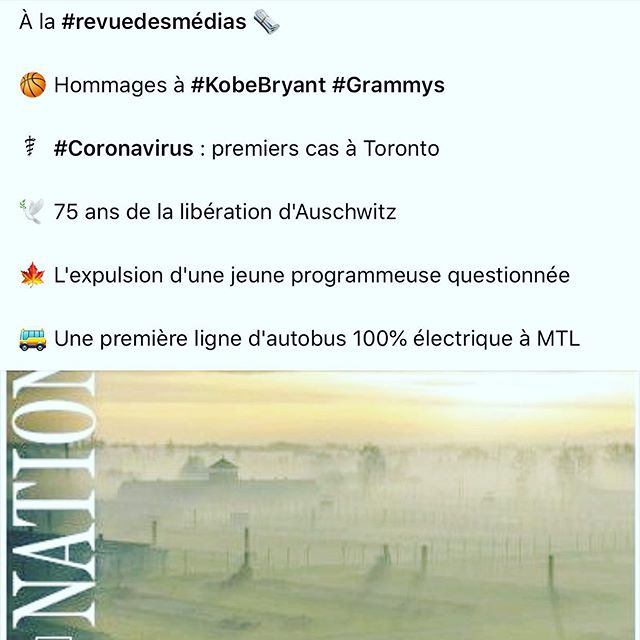 À la #revuedesmédias 🗞️
🏀 Hommages à #KobeBryant #Grammys
⚕ #Coronavirus : premiers cas à Toronto
🕊️ 75 ans de la libération d'Auschwitz
🍁 L'expulsion d'une jeune programmeuse questionnée
🚌 Une première ligne d'autobus 100% électrique à MTL
NATION